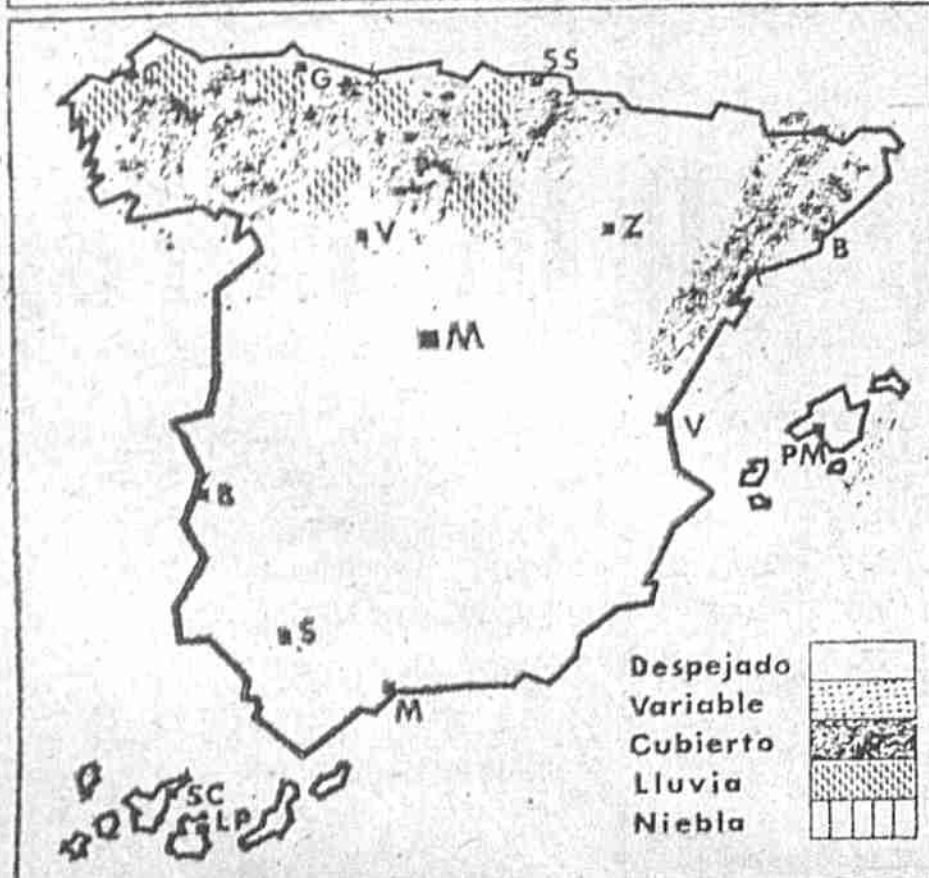 SS
G
V
Z
B
M
V
PM
B
S
M
SC
LP
Despejado
Variable
Cubierto
Lluvia
Niebla